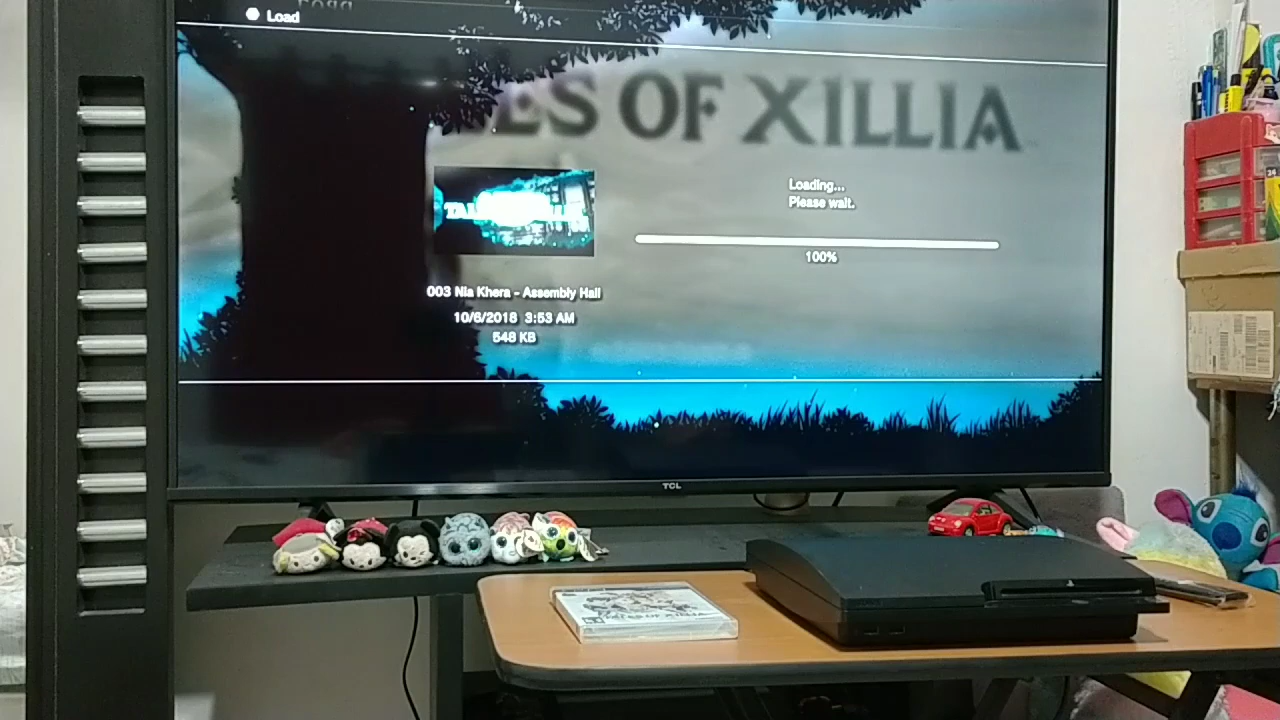 Load
ES OF XILLIA
Loading...
Please wait.
100%
003 Nia Khera - Assembly Hall
10/6/2018 3:53 AM
548 KB
TCL